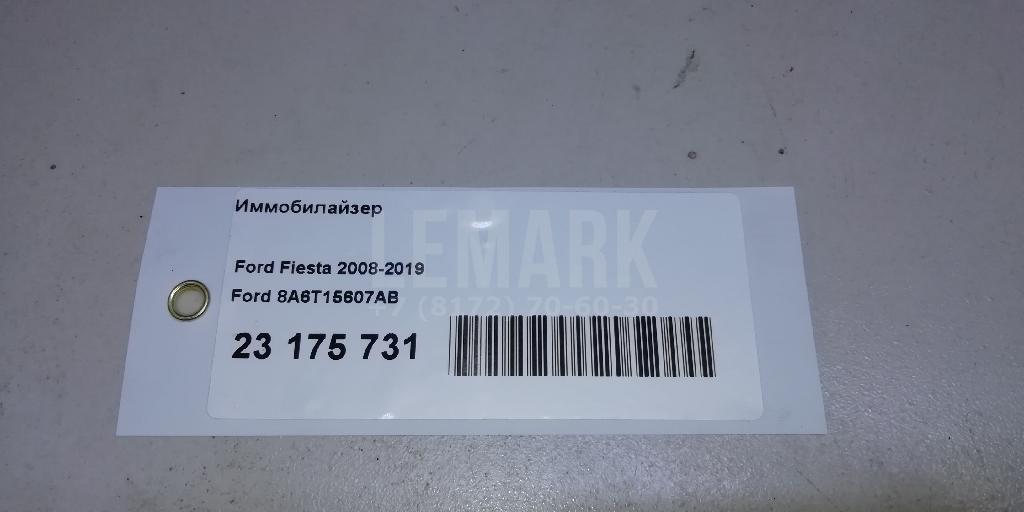 Иммобилайзер
LEMARK
Ford Fiesta 2008-2019
Ford 8A6T15607AB
+7 (8172) 70-60-30
23 175 731